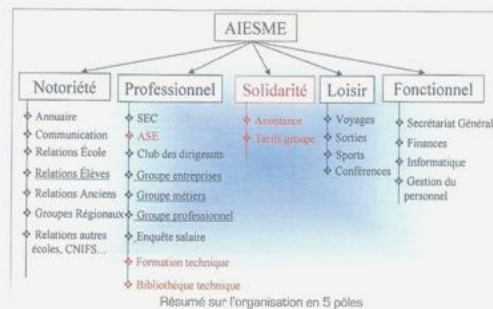 AIESME
Notoriété
Annuaire
Communication
Relations École
Relations Élèves
Relations Anciens
Groupes Régionaux
Relations autres
écoles, CNIFS...
Professionnel
SEC
ASE
Club des dirigeants
Groupe entreprises
Groupe métiers
Groupe professionnel
Enquête salaire
Formation technique
Bibliothèque technique
Solidarité
Assistance
Tarifs groupe
Loisir
Voyages
Sorties
Sports
Conférences
Fonctionnel
Secrétariat Général
Finances
Informatique
Gestion du
personnel
Résumé sur l'organisation en 5 pôles